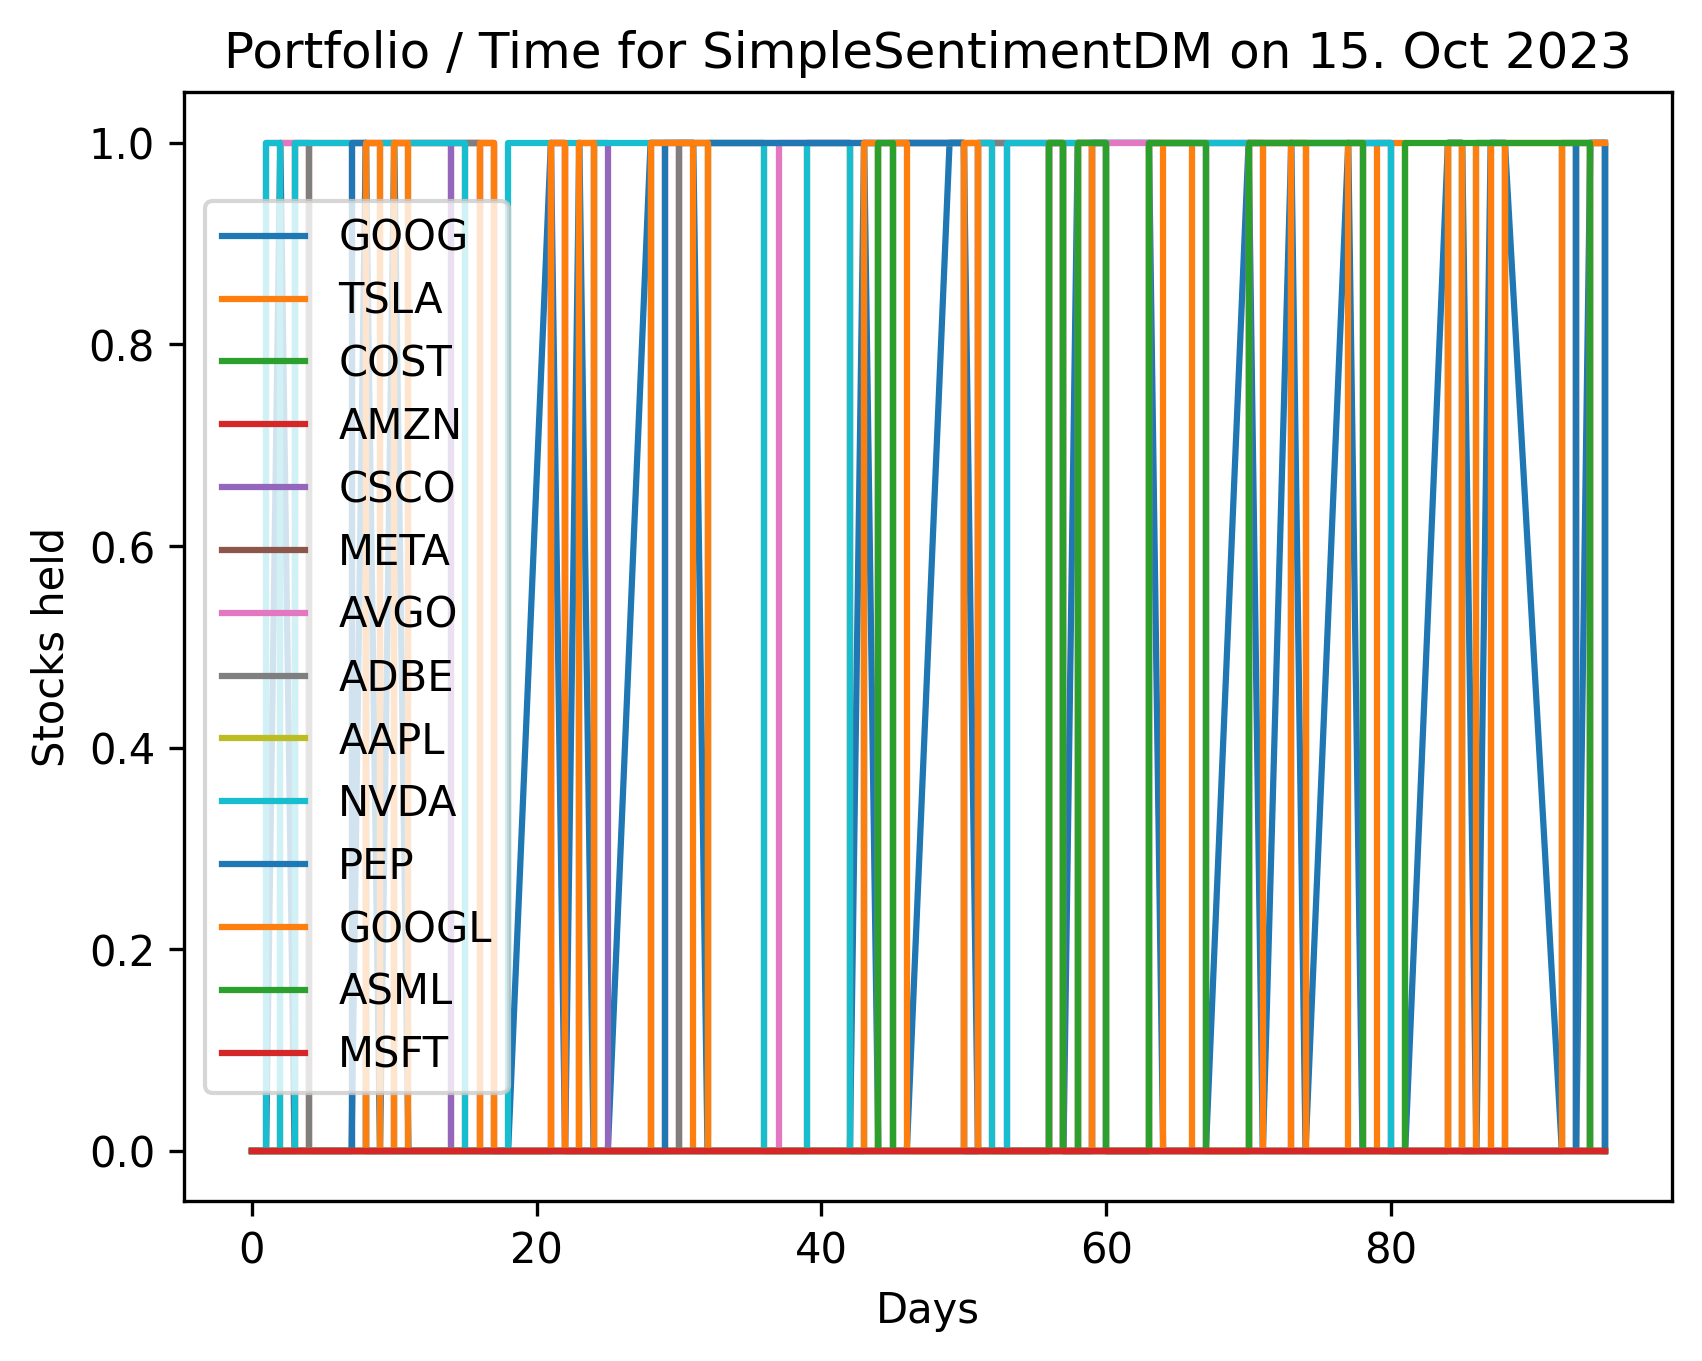 Portfolio / Time for SimpleSentimentDM on 15. Oct 2023
1.0
0.8
0.6
0.4
0.2
0.0
Stocks held
GOOG
TSLA
COST
AMZN
CSCO
META
AVGO
ADBE
AAPL
NVDA
PEP
GOOGL
ASML
MSFT
0 20 40 60 80
Days